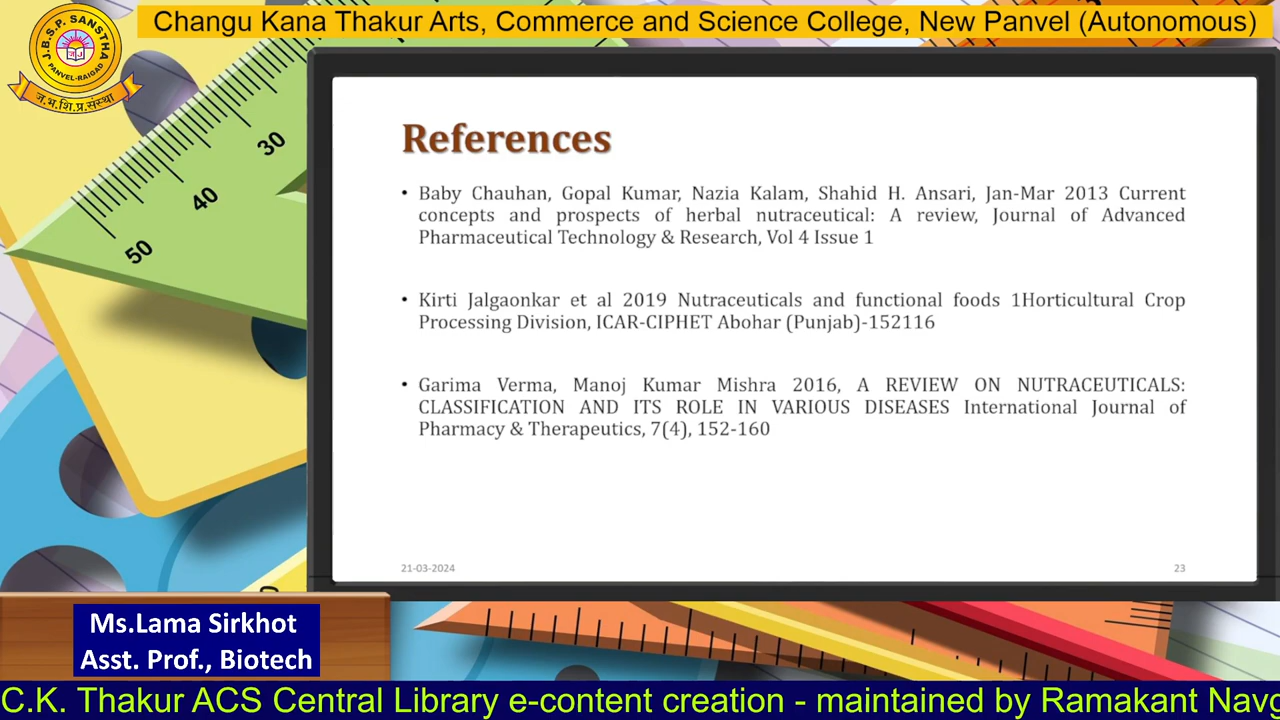 Changu Kana Thakur Arts, Commerce and Science College, New Panvel (Autonomous)
J.B.S.P. SANSTHA
PANVEL-RAIGAD
ज.भ.शि.प्र.संस्था
30
40
50
References
• Baby Chauhan, Gopal Kumar, Nazia Kalam, Shahid H. Ansari, Jan-Mar 2013 Current
concepts and prospects of herbal nutraceutical: A review, Journal of Advanced
Pharmaceutical Technology & Research, Vol 4 Issue 1
• Kirti Jalgaonkar et al 2019 Nutraceuticals and functional foods 1Horticultural Crop
Processing Division, ICAR-CIPHET Abohar (Punjab)-152116
• Garima Verma, Manoj Kumar Mishra 2016, A REVIEW ON NUTRACEUTICALS:
CLASSIFICATION AND ITS ROLE IN VARIOUS DISEASES International Journal of
Pharmacy & Therapeutics, 7(4), 152-160
21-03-2024
23
Ms.Lama Sirkhot
Asst. Prof., Biotech
C.K. Thakur ACS Central Library e-content creation - maintained by Ramakant Navg